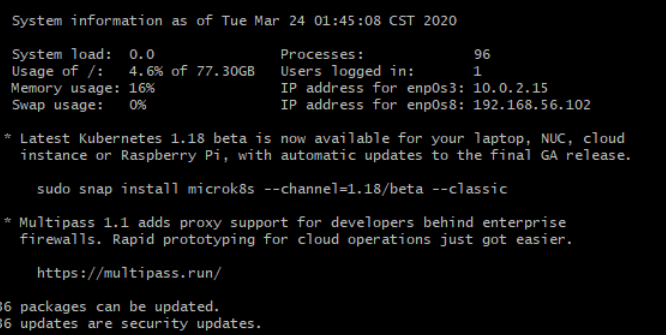 System information as of Tue Mar 24 01:45:08 CST 2020
System load: 0.0 Processes: 96
Usage of /: 4.6% of 77.30GB Users logged in: 1
Memory usage: 16% IP address for enp0s3: 10.0.2.15
Swap usage: 0% IP address for enp0s8: 192.168.56.102
* Latest Kubernetes 1.18 beta is now available for your laptop, NUC, cloud
instance or Raspberry Pi, with automatic updates to the final GA release.
sudo snap install microk8s --channel=1.18/beta --classic
* Multipass 1.1 adds proxy support for developers behind enterprise
firewalls. Rapid prototyping for cloud operations just got easier.
https://multipass.run/
packages can be updated.
updates are security updates.